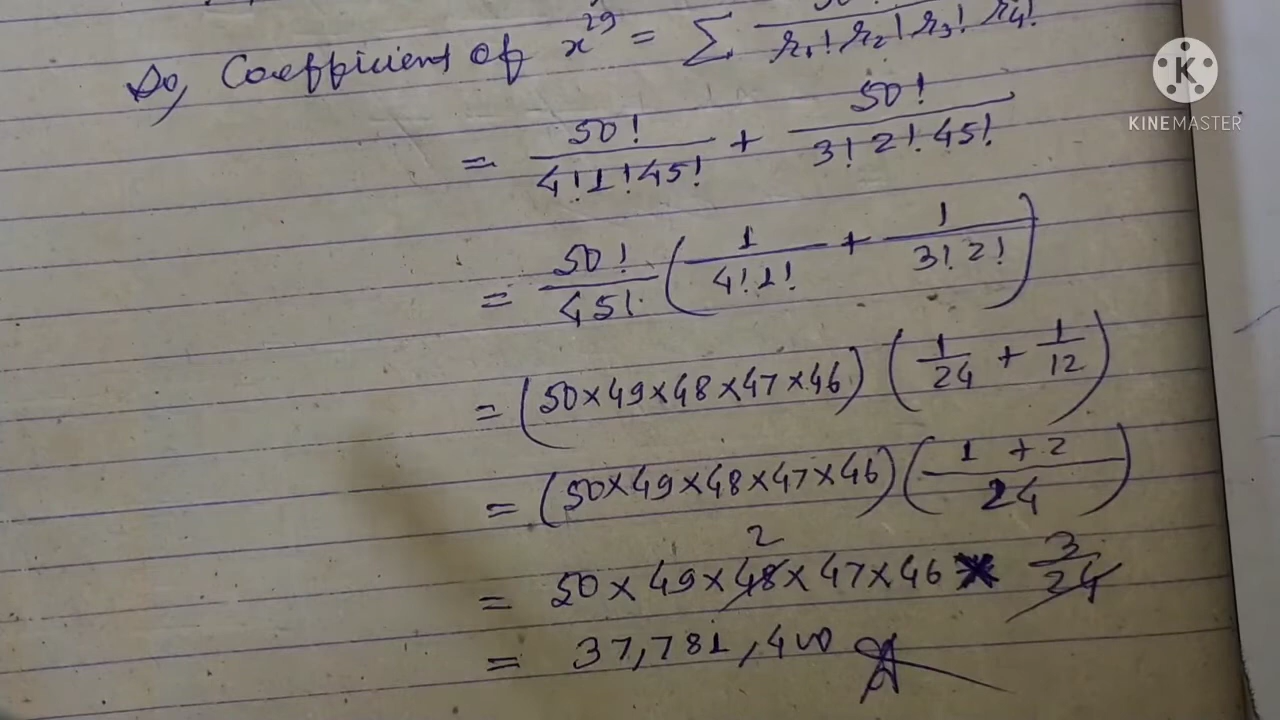 So, Coefficient of x^29 = Σ 50! / r₁! r₂! r₃! r₄!
= 50! / 4! 1! 45! + 50! / 3! 2! 45!
= 50! / 45! ( 1 / 4! 1! + 1 / 3! 2! )
= (50×49×48×47×46) ( 1/24 + 1/12 )
= (50×49×48×47×46) ( 1 + 2 / 24 )
2
= 50 × 49 × 48 × 47 × 46 × 3/24
= 37,781,400
K
KINEMASTER